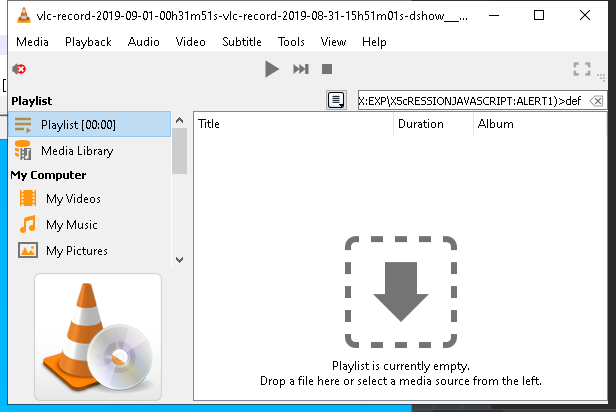 vlc-record-2019-09-01-00h31m51s-vlc-record-2019-08-31-15h51m01s-dshow__...
Media Playback Audio Video Subtitle Tools View Help
Playlist
X:EXP\X5cRESSIONJAVASCRIPT:ALERT1)>def
Playlist [00:00]
Media Library
My Computer
My Videos
My Music
My Pictures
Title Duration Album
Playlist is currently empty.
Drop a file here or select a media source from the left.